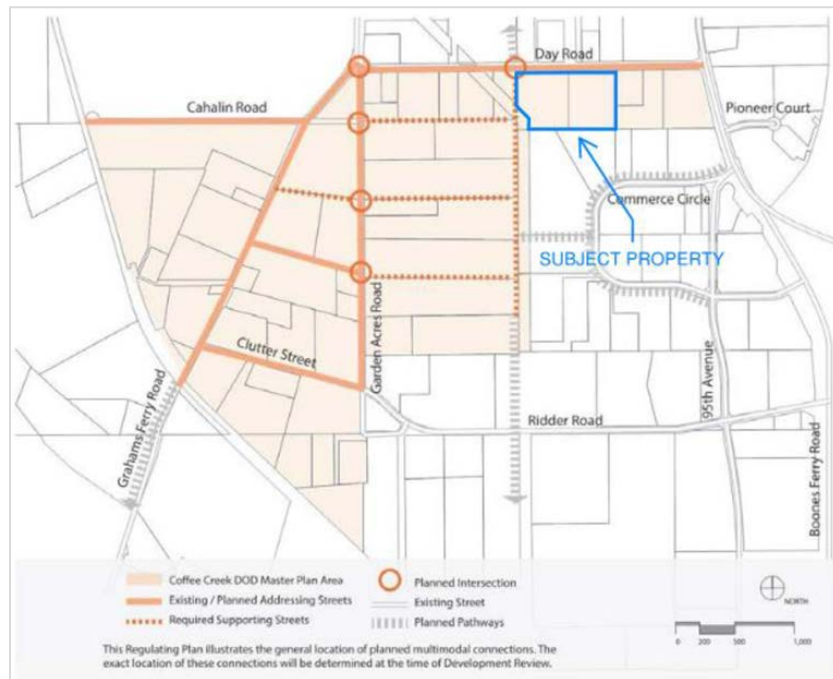 Day Road
Cahalin Road
Pioneer Court
Commerce Circle
SUBJECT PROPERTY
Garden Acres Road
Clutter Street
95th Avenue
Grahams Ferry Road
Ridder Road
Boones Ferry Road
Coffee Creek DOD Master Plan Area
Planned Intersection
Existing / Planned Addressing Streets
Existing Street
NORTH
Required Supporting Streets
Planned Pathways
0 200 500 1,000
This Regulating Plan illustrates the general location of planned multimodal connections. The
exact location of these connections will be determined at the time of Development Review.